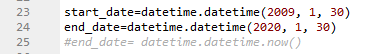 23 start_date=datetime.datetime(2009, 1, 30)
24 end_date=datetime.datetime(2020, 1, 30)
25 #end_date= datetime.datetime.now()